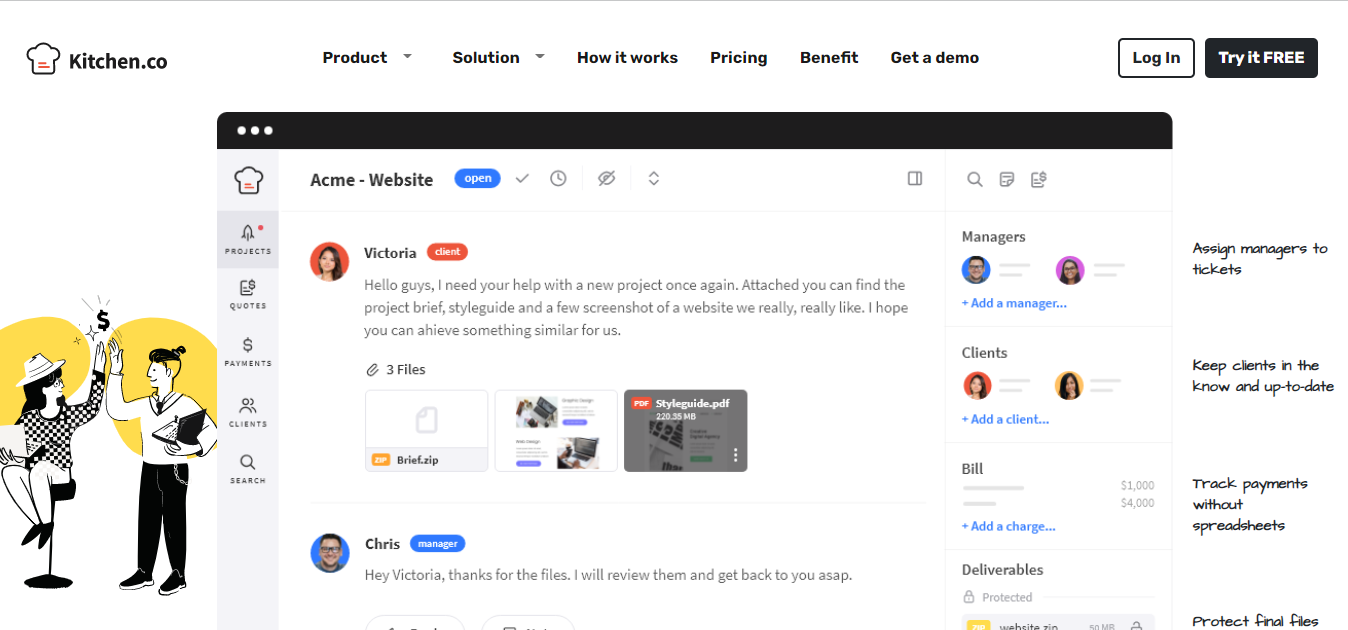 Kitchen.co
Product
Solution
How it works
Pricing
Benefit
Get a demo
Log In
Try it FREE
Acme - Website
open
PROJECTS
QUOTES
$
PAYMENTS
CLIENTS
SEARCH
$
Victoria
client
Hello guys, I need your help with a new project once again. Attached you can find the
project brief, styleguide and a few screenshot of a website we really, really like. I hope
you can ahieve something similar for us.
3 Files
ZIP Brief.zip
Graphic Design
Web Design
PDF Styleguide.pdf
220.35 MB
Chris
manager
Hey Victoria, thanks for the files. I will review them and get back to you asap.
Managers
+ Add a manager...
Clients
+ Add a client...
Bill
$1,000
$4,000
+ Add a charge...
Deliverables
Protected
ZIP website.zip 50 MB
Assign managers to
tickets
Keep clients in the
know and up-to-date
Track payments
without
spreadsheets
Protect final files